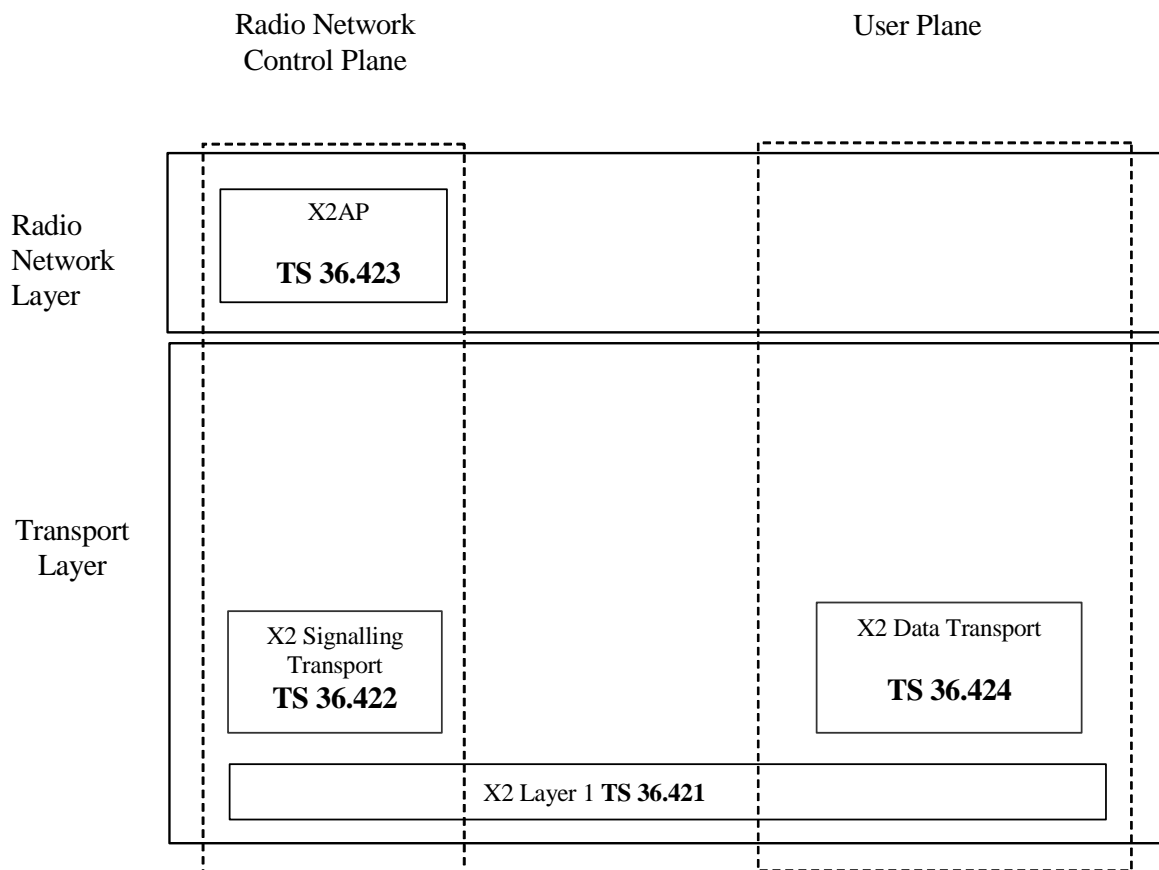 Radio Network
Control Plane
User Plane
Radio
Network
Layer
X2AP
TS 36.423
Transport
Layer
X2 Signalling
Transport
TS 36.422
X2 Data Transport
TS 36.424
X2 Layer 1 TS 36.421